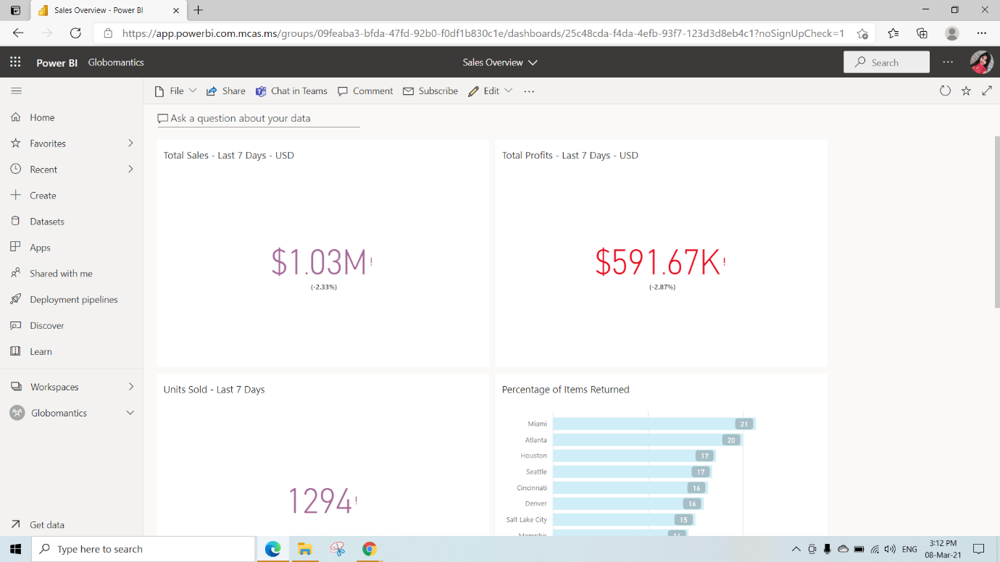 Sales Overview - Power BI
https://app.powerbi.com.mcas.ms/groups/09feaba3-bfda-47fd-92b0-f0df1b830c1e/dashboards/25c48cda-f4da-4efb-93f7-123d3d8eb4c1?noSignUpCheck=1
Power BI Globomantics
Sales Overview
Search
File Share Chat in Teams Comment Subscribe Edit
Home
Favorites
Recent
Create
Datasets
Apps
Shared with me
Deployment pipelines
Discover
Learn
Workspaces
Globomantics
Get data
Ask a question about your data
Total Sales - Last 7 Days - USD
$1.03M!
(-2.33%)
Total Profits - Last 7 Days - USD
$591.67K!
(-2.87%)
Units Sold - Last 7 Days
1294!
Percentage of Items Returned
Miami 21
Atlanta 20
Houston 17
Seattle 17
Cincinnati 16
Denver 16
Salt Lake City 15
Memphis
Type here to search
ENG
3:12 PM
08-Mar-21